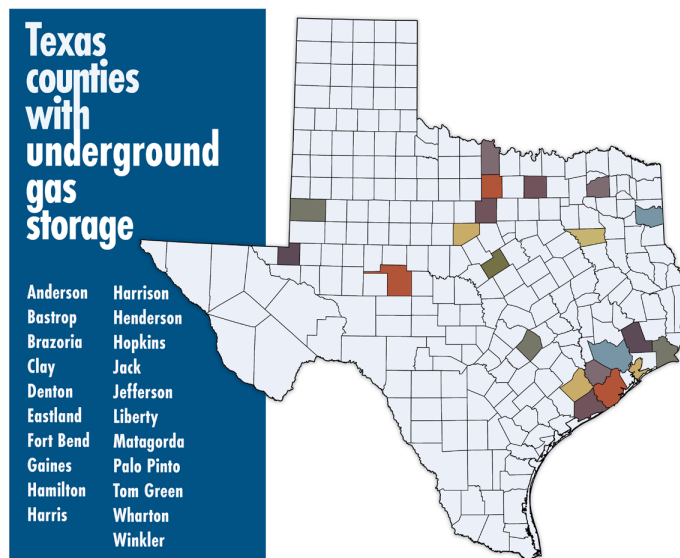 Texas
counties
with
underground
gas
storage
Anderson
Bastrop
Brazoria
Clay
Denton
Eastland
Fort Bend
Gaines
Hamilton
Harris
Harrison
Henderson
Hopkins
Jack
Jefferson
Liberty
Matagorda
Palo Pinto
Tom Green
Wharton
Winkler